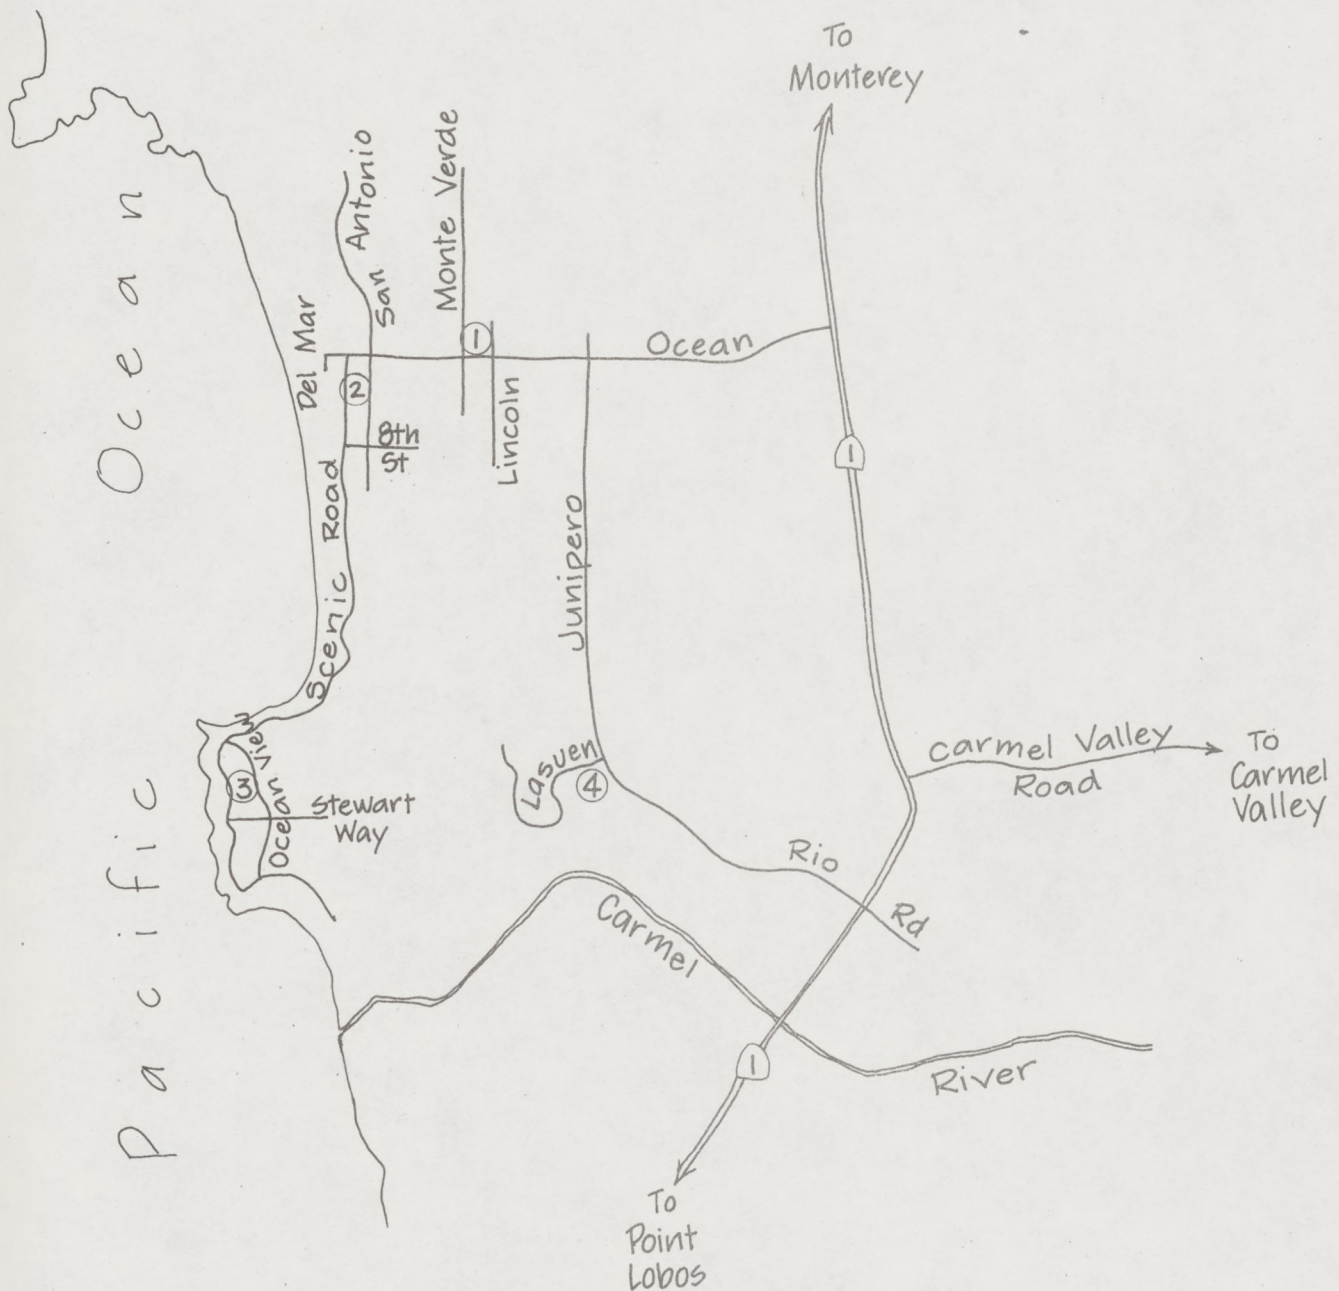 To
Monterey
Pacific Ocean
San Antonio
Monte Verde
Del Mar
1
Ocean
2
Lincoln
8th
St
1
Scenic Road
Junipero
Ocean View
3
Stewart
Way
Lasuen
4
Carmel Valley
Road
To
Carmel
Valley
Rio
Rd
Carmel
River
1
To
Point
Lobos